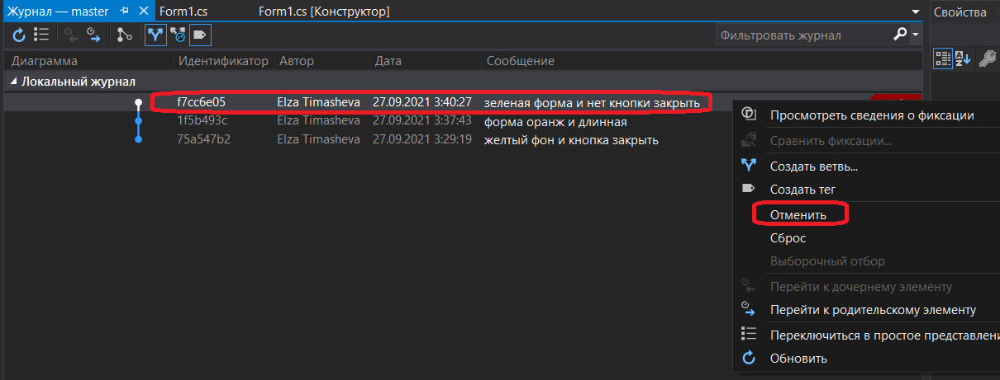 Журнал — master Form1.cs Form1.cs [Конструктор] Свойства
Фильтровать журнал
Диаграмма Идентификатор Автор Дата Сообщение
Локальный журнал
f7cc6e05 Elza Timasheva 27.09.2021 3:40:27 зеленая форма и нет кнопки закрыть
1f5b493c Elza Timasheva 27.09.2021 3:37:43 форма оранж и длинная
75a547b2 Elza Timasheva 27.09.2021 3:29:19 желтый фон и кнопка закрыть
Просмотреть сведения о фиксации
Сравнить фиксации...
Создать ветвь...
Создать тег
Отменить
Сброс
Выборочный отбор
Перейти к дочернему элементу
Перейти к родительскому элементу
Переключиться в простое представлени
Обновить